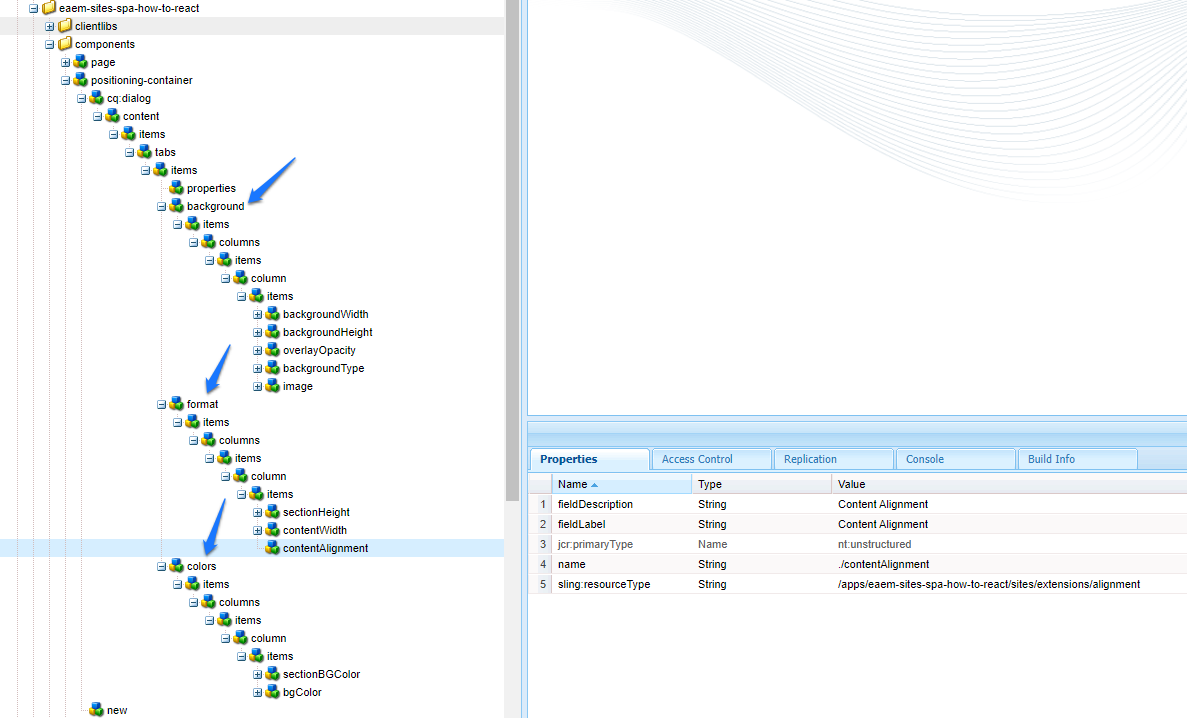 eaem-sites-spa-how-to-react
clientlibs
components
page
positioning-container
cq:dialog
content
items
tabs
items
properties
background
items
columns
items
column
items
backgroundWidth
backgroundHeight
overlayOpacity
backgroundType
image
format
items
columns
items
column
items
sectionHeight
contentWidth
contentAlignment
colors
items
columns
items
column
items
sectionBGColor
bgColor
new
Properties Access Control Replication Console Build Info
Name Type Value
1 fieldDescription String Content Alignment
2 fieldLabel String Content Alignment
3 jcr:primaryType Name nt:unstructured
4 name String ./contentAlignment
5 sling:resourceType String /apps/eaem-sites-spa-how-to-react/sites/extensions/alignment